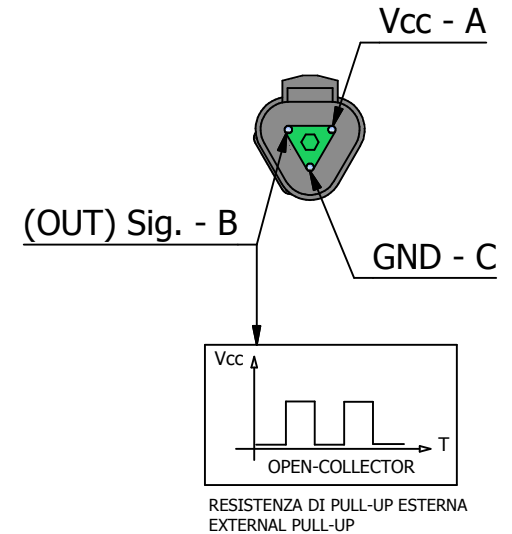 Vcc - A
(OUT) Sig. - B
GND - C
Vcc
T
OPEN-COLLECTOR
RESISTENZA DI PULL-UP ESTERNA
EXTERNAL PULL-UP